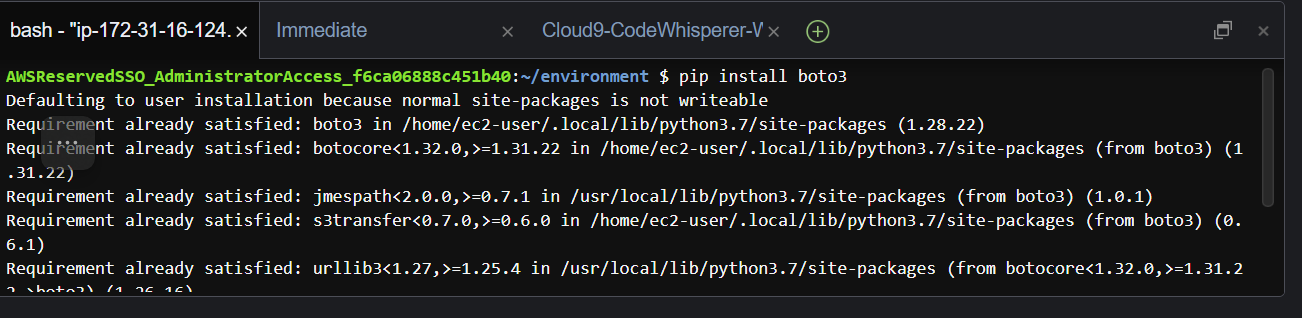 bash - "ip-172-31-16-124. × Immediate × Cloud9-CodeWhisperer-W ×
AWSReservedSSO_AdministratorAccess_f6ca06888c451b40:~/environment $ pip install boto3
Defaulting to user installation because normal site-packages is not writeable
Requirement already satisfied: boto3 in /home/ec2-user/.local/lib/python3.7/site-packages (1.28.22)
Requirement already satisfied: botocore<1.32.0,>=1.31.22 in /home/ec2-user/.local/lib/python3.7/site-packages (from boto3) (1
.31.22)
Requirement already satisfied: jmespath<2.0.0,>=0.7.1 in /usr/local/lib/python3.7/site-packages (from boto3) (1.0.1)
Requirement already satisfied: s3transfer<0.7.0,>=0.6.0 in /home/ec2-user/.local/lib/python3.7/site-packages (from boto3) (0.
6.1)
Requirement already satisfied: urllib3<1.27,>=1.25.4 in /usr/local/lib/python3.7/site-packages (from botocore<1.32.0,>=1.31.2
2->boto3) (1.26.16)